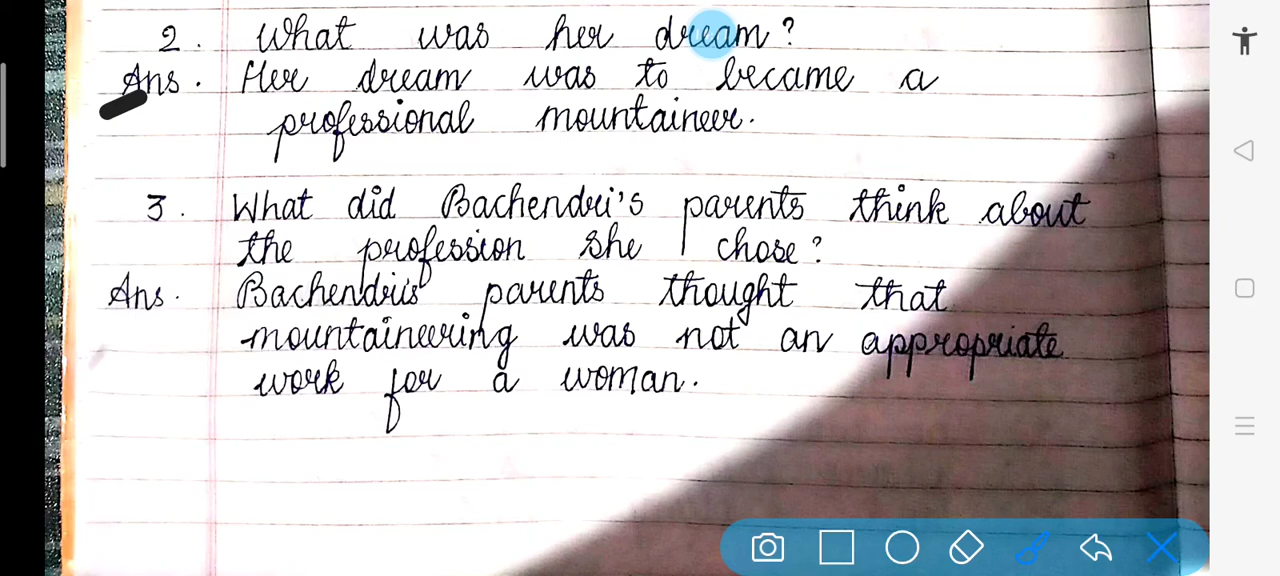 2. What was her dream?
Ans. Her dream was to became a
professional mountaineer.
3. What did Bachendri's parents think about
the profession she chose?
Ans. Bachendri's parents thought that
mountaineering was not an appropriate
work for a woman.